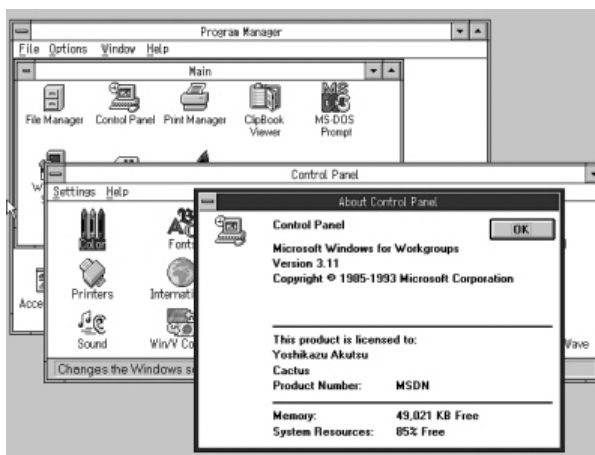 Program Manager
File Options Window Help
Main
File Manager Control Panel Print Manager ClipBook Viewer MS-DOS Prompt
MS DOS
Control Panel
Settings Help
Color
Printers
Sound
Changes the Windows
About Control Panel
OK
Control Panel
Microsoft Windows for Workgroups
Version 3.11
Copyright © 1985-1993 Microsoft Corporation
This product is licensed to:
Yoshikazu Akutsu
Cactus
Product Number: MSDN
Memory: 49,021 KB Free
System Resources: 85% Free
Wave